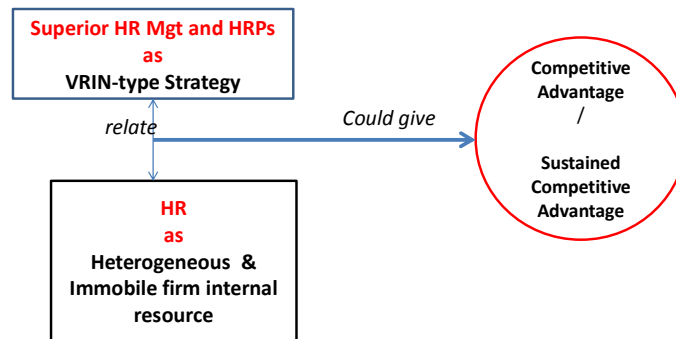 Superior HR Mgt and HRPs
as
VRIN-type Strategy
relate
Could give
Competitive
Advantage
/
Sustained
Competitive
Advantage
HR
as
Heterogeneous &
Immobile firm internal
resource